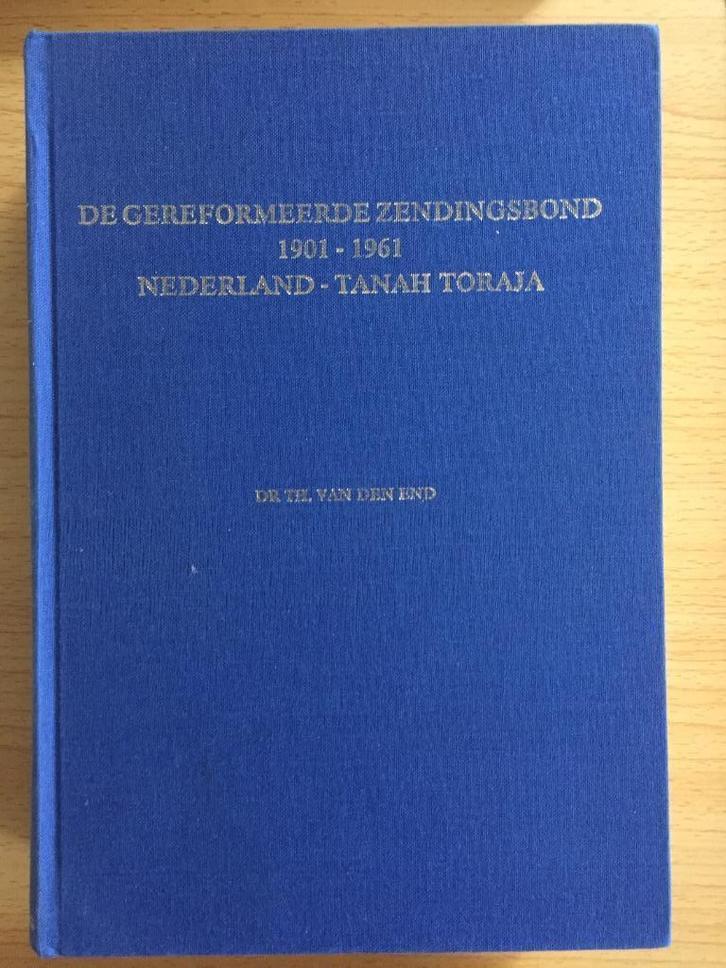 DE GEREFORMEERDE ZENDINGSBOND
1901 - 1961
NEDERLAND - TANAH TORAJA
DR. TH. VAN DEN END